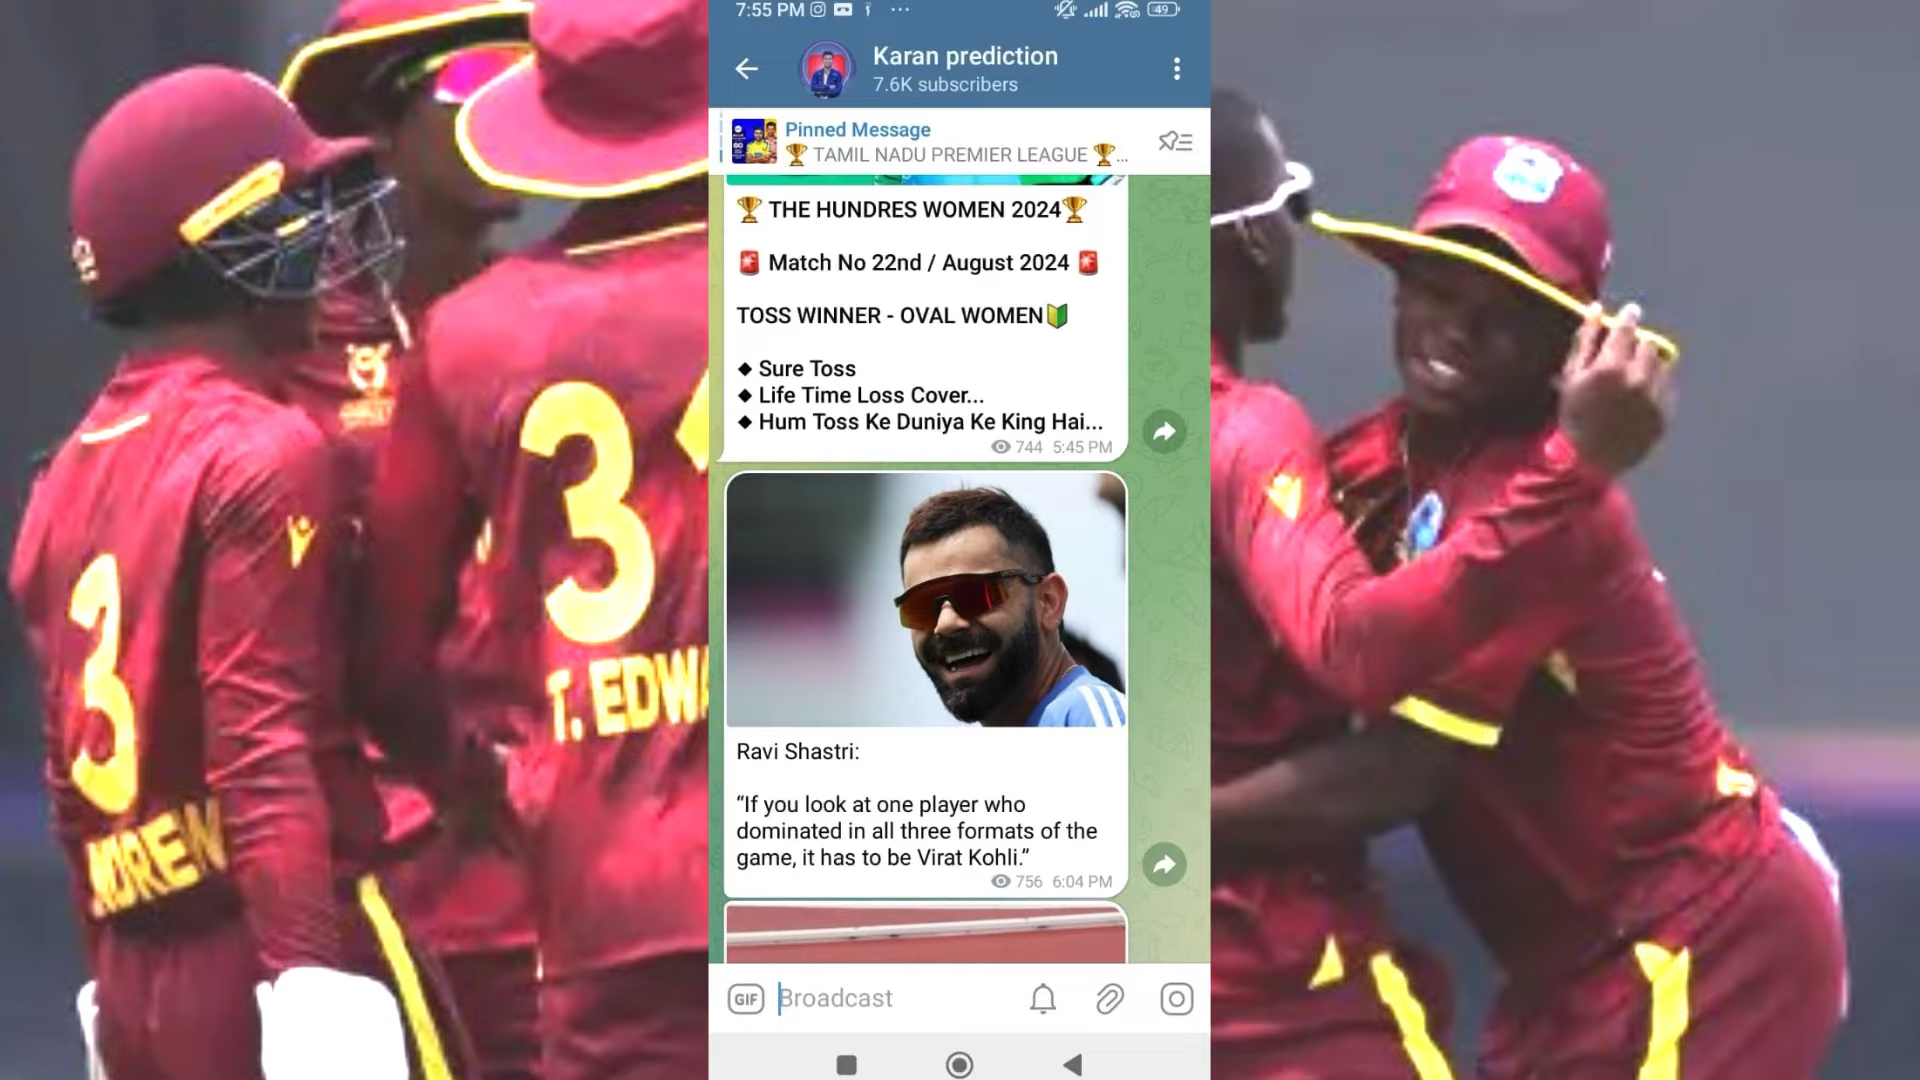 7:55 PM
49
Karan prediction
7.6K subscribers
Pinned Message
🏆 TAMIL NADU PREMIER LEAGUE 🏆...
🏆 THE HUNDRES WOMEN 2024🏆
🚨 Match No 22nd / August 2024 🚨
TOSS WINNER - OVAL WOMEN🔰
◆ Sure Toss
◆ Life Time Loss Cover...
◆ Hum Toss Ke Duniya Ke King Hai...
744 5:45 PM
Ravi Shastri:
“If you look at one player who
dominated in all three formats of the
game, it has to be Virat Kohli.”
756 6:04 PM
GIF Broadcast
3
NDREW
3
T. EDWA